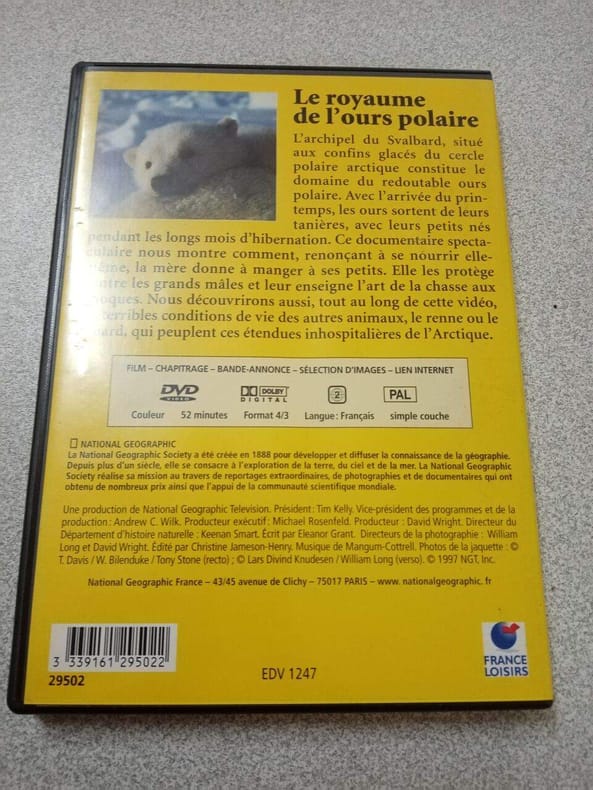 Le royaume
de l'ours polaire
L'archipel du Svalbard, situé
aux confins glacés du cercle
polaire arctique constitue le
domaine du redoutable ours
polaire. Avec l'arrivée du prin-
temps, les ours sortent de leurs
tanières, avec leurs petits nés
pendant les longs mois d'hibernation. Ce documentaire specta-
culaire nous montre comment, renonçant à se nourrir elle-
même, la mère donne à manger à ses petits. Elle les protège
contre les grands mâles et leur enseigne l'art de la chasse aux
phoques. Nous découvrirons aussi, tout au long de cette vidéo,
terribles conditions de vie des autres animaux, le renne ou le
qui peuplent ces étendues inhospitalières de l'Arctique.
FILM – CHAPITRAGE – BANDE-ANNONCE – SÉLECTION D'IMAGES – LIEN INTERNET
DVD VIDEO DOLBY DIGITAL 2 PAL
Couleur 52 minutes Format 4/3 Langue : Français simple couche
NATIONAL GEOGRAPHIC
La National Geographic Society a été créée en 1888 pour développer et diffuser la connaissance de la géographie.
Depuis plus d'un siècle, elle se consacre à l'exploration de la terre, du ciel et de la mer. La National Geographic
Society réalise sa mission au travers de reportages extraordinaires, de photographies et de documentaires qui ont
obtenu de nombreux prix ainsi que l'appui de la communauté scientifique mondiale.
Une production de National Geographic Television. Président : Tim Kelly. Vice-président des programmes et de la
production : Andrew C. Wilk. Producteur exécutif : Michael Rosenfeld. Producteur : David Wright. Directeur du
Département d'histoire naturelle : Keenan Smart. Écrit par Eleanor Grant. Directeurs de la photographie : William
Long et David Wright. Édité par Christine Jameson-Henry. Musique de Mangum-Cottrell. Photos de la jaquette : ©
T. Davis / W. Bilenduke / Tony Stone (recto) ; © Lars Divind Knudesen / William Long (verso). © 1997 NGT, Inc.
National Geographic France – 43/45 avenue de Clichy – 75017 PARIS – www. nationalgeographic. fr
3 339161 295022
29502
EDV 1247
FRANCE
LOISIRS